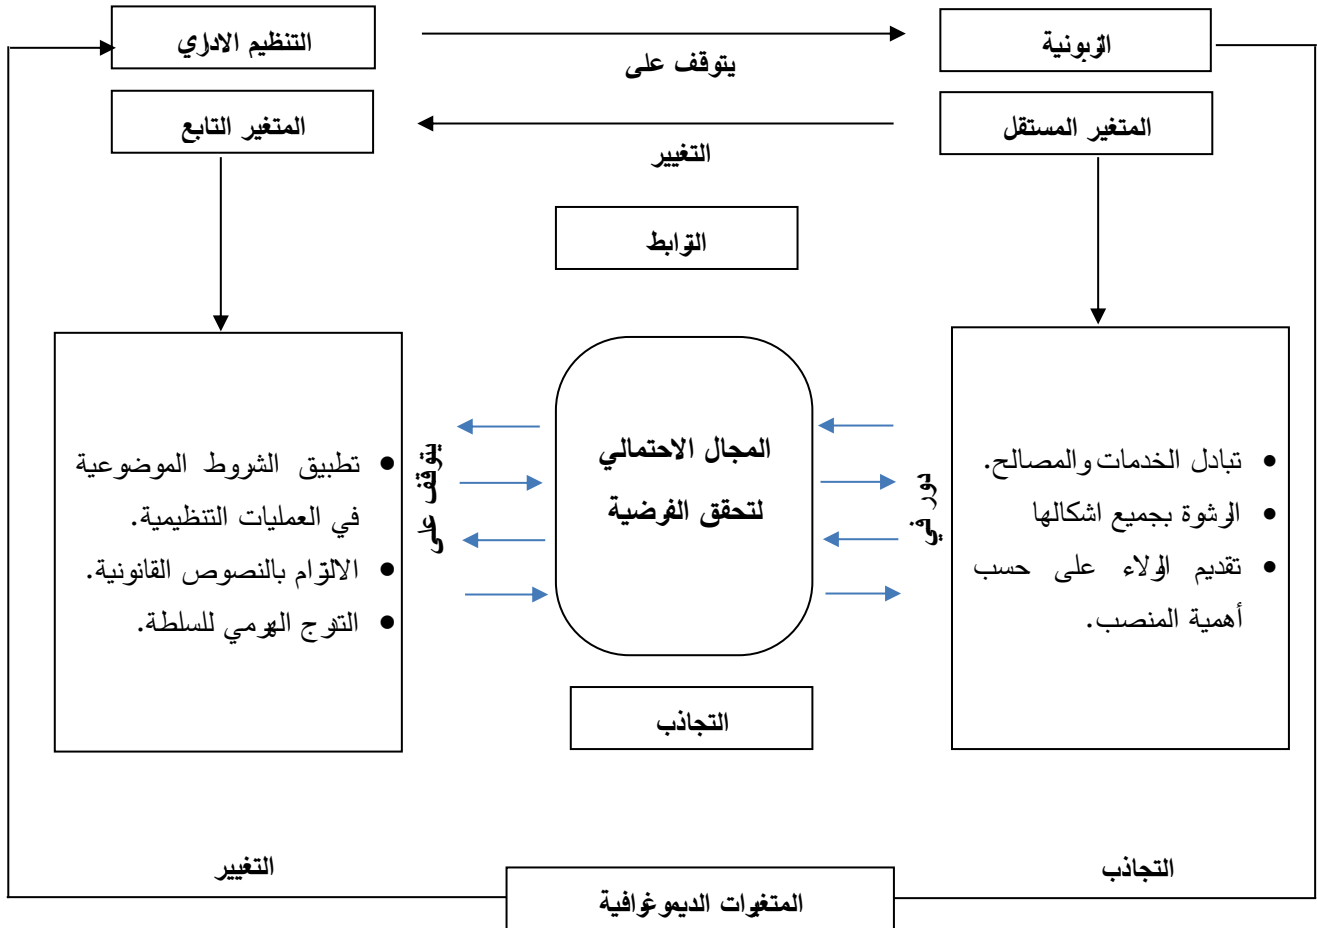 الزبونية
التنظيم الاداري
يتوقف على
المتغير المستقل
المتغير التابع
التغيير
الترابط
• تبادل الخدمات والمصالح.
• الرشوة بجميع اشكالها
• تقديم الولاء على حسب
أهمية المنصب.
دور في
المجال الاحتمالي
لتحقق الفرضية
يتوقف على
• تطبيق الشروط الموضوعية
في العمليات التنظيمية.
• الالتزام بالنصوص القانونية.
• التدرج الهرمي للسلطة.
التجاذب
التجاذب
التغيير
المتغيرات الديموغرافية